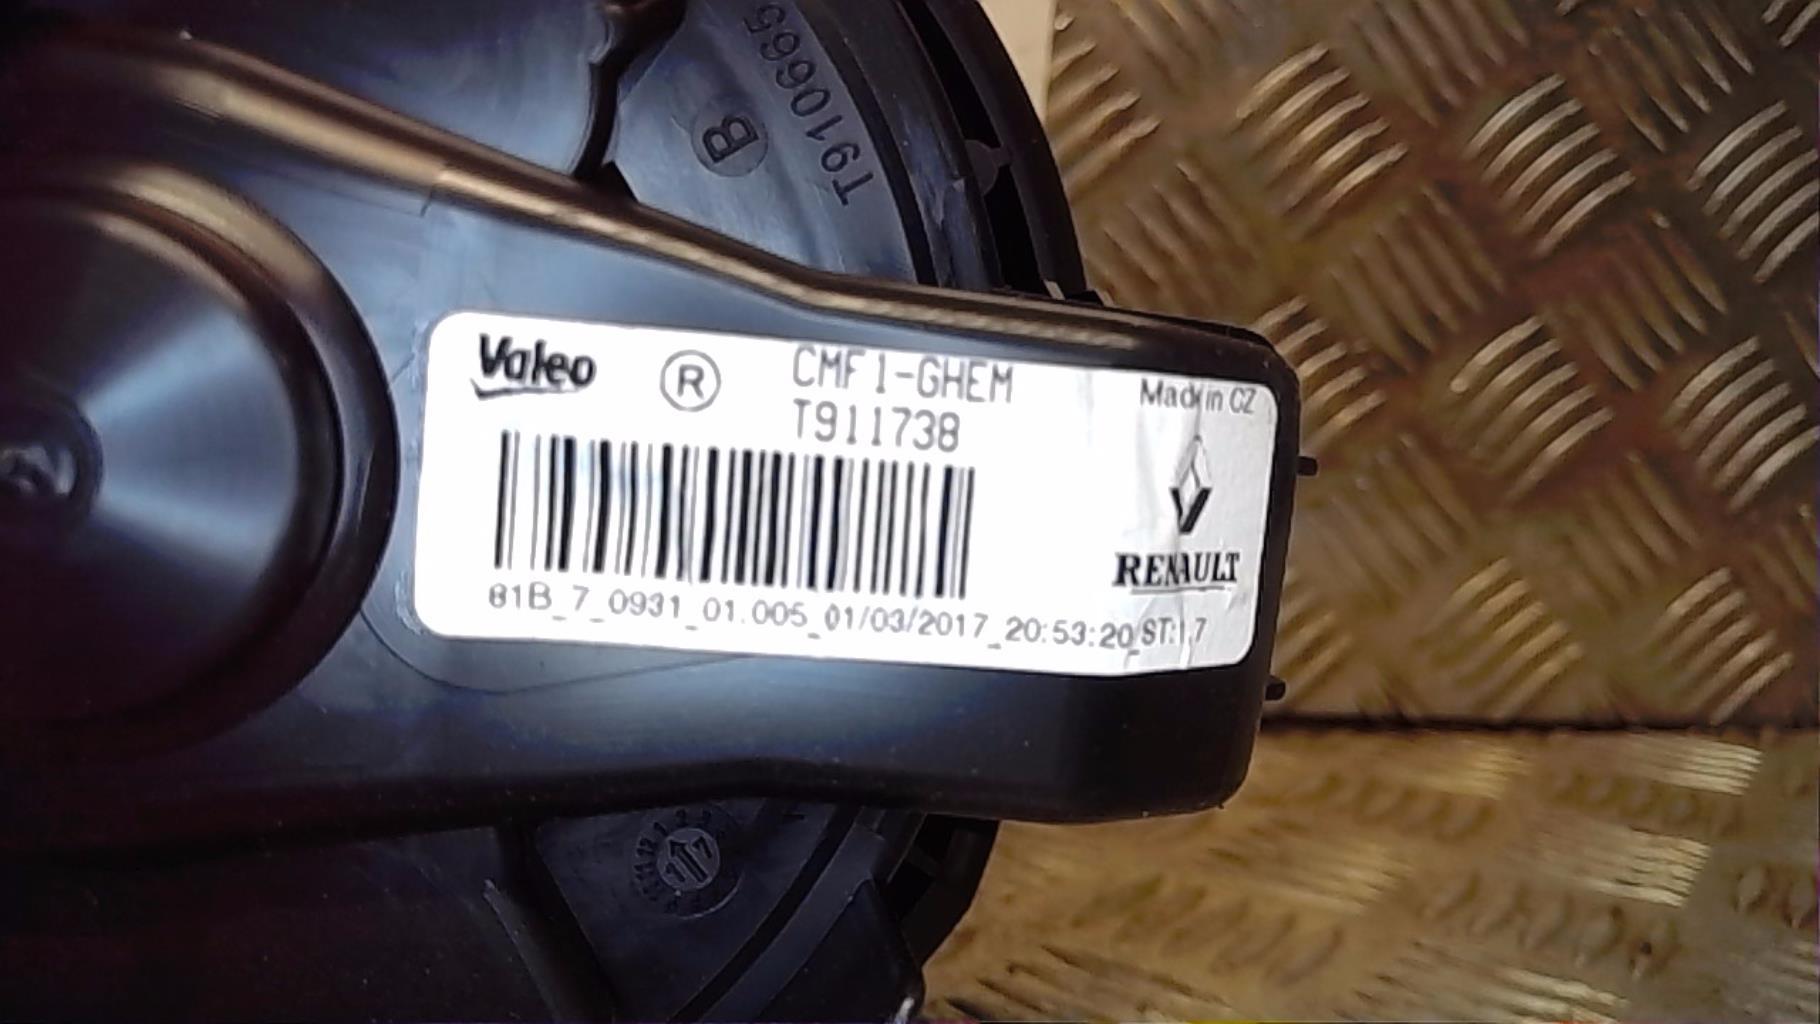 T910665
B
Valeo
R
CMF1-GHEM
T911738
Made in CZ
RENAULT
81B_7_0931_01.005_01/03/2017_20:53:20_ST:1,7